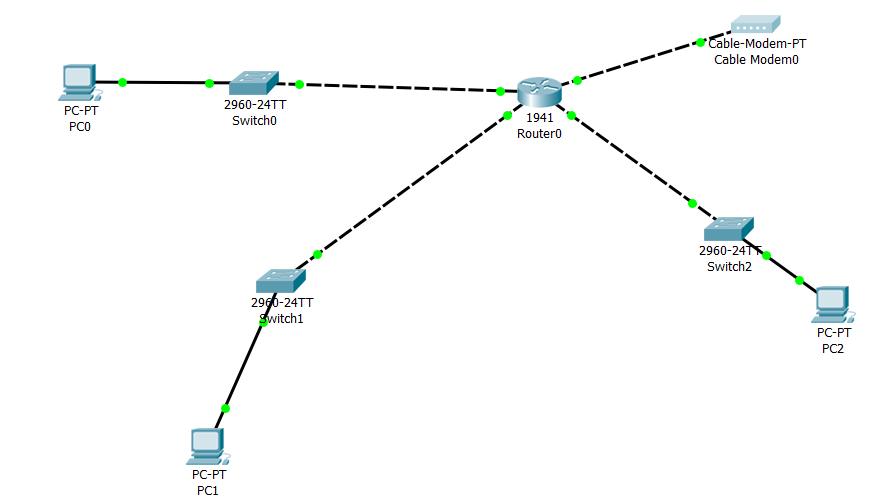 Cable-Modem-PT
Cable Modem0
PC-PT
PC0
2960-24TT
Switch0
1941
Router0
2960-24TT
Switch2
2960-24TT
Switch1
PC-PT
PC2
PC-PT
PC1